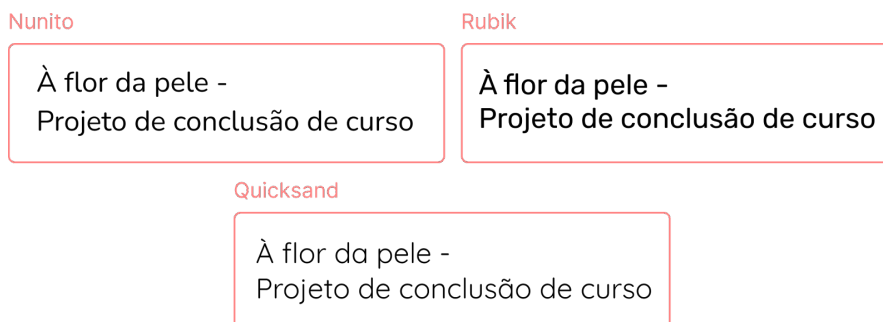 Nunito
À flor da pele -
Projeto de conclusão de curso
Rubik
À flor da pele -
Projeto de conclusão de curso
Quicksand
À flor da pele -
Projeto de conclusão de curso